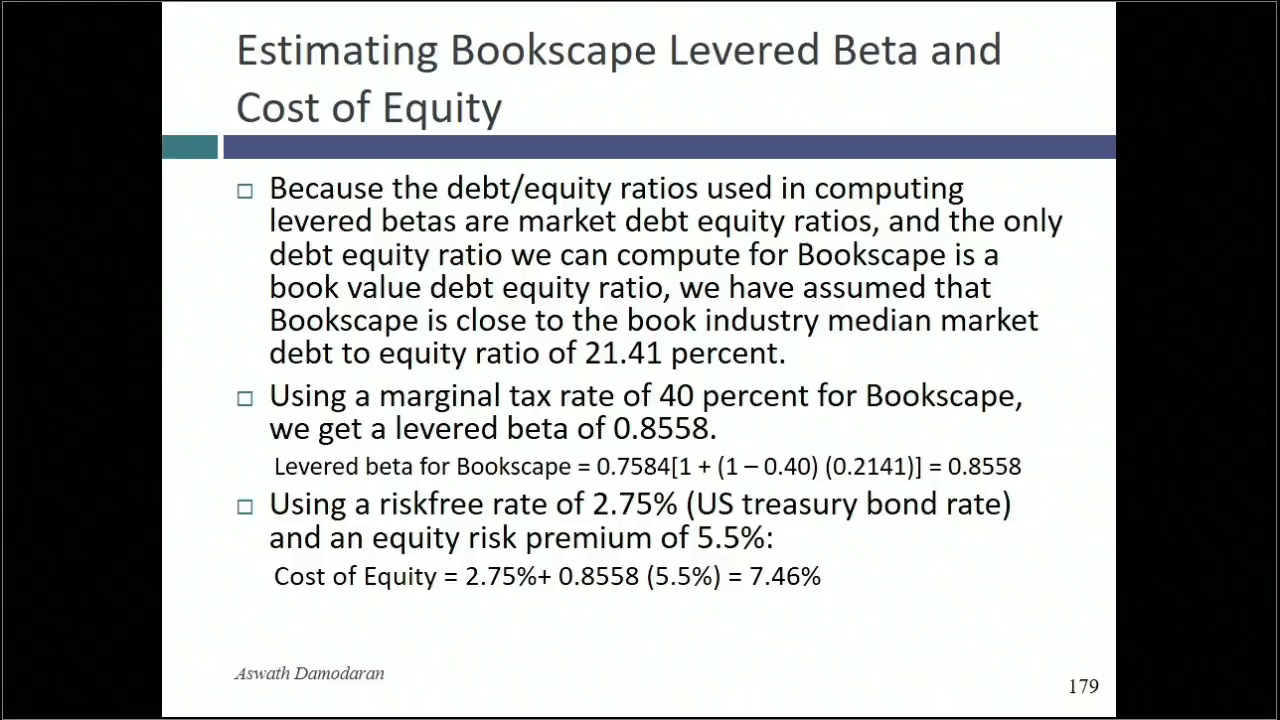 Estimating Bookscape Levered Beta and
Cost of Equity
Because the debt/equity ratios used in computing
levered betas are market debt equity ratios, and the only
debt equity ratio we can compute for Bookscape is a
book value debt equity ratio, we have assumed that
Bookscape is close to the book industry median market
debt to equity ratio of 21.41 percent.
Using a marginal tax rate of 40 percent for Bookscape,
we get a levered beta of 0.8558.
Levered beta for Bookscape = 0.7584[1 + (1 – 0.40) (0.2141)] = 0.8558
Using a riskfree rate of 2.75% (US treasury bond rate)
and an equity risk premium of 5.5%:
Cost of Equity = 2.75%+ 0.8558 (5.5%) = 7.46%
Aswath Damodaran
179